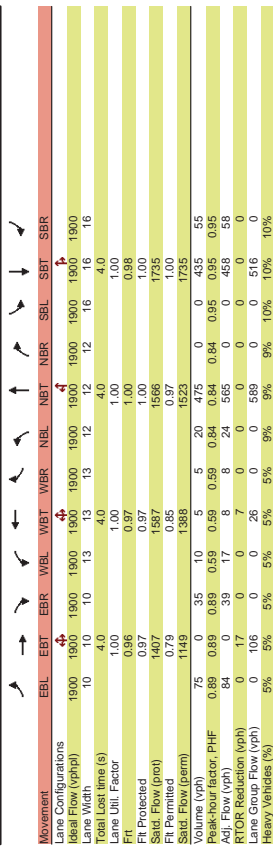 Movement EBL EBT EBR WBL WBT WBR NBL NBT NBR SBL SBT SBR
Lane Configurations
Ideal Flow (vphpl) 1900 1900 1900 1900 1900 1900 1900 1900 1900 1900 1900 1900
Lane Width 10 10 10 13 13 13 12 12 12 16 16 16
Total Lost time (s) 4.0 4.0 4.0 4.0
Lane Util. Factor 1.00 1.00 1.00 1.00
Frt 0.96 0.97 1.00 0.98
Flt Protected 0.97 0.97 1.00 1.00
Satd. Flow (prot) 1407 1587 1566 1735
Flt Permitted 0.79 0.85 0.97 1.00
Satd. Flow (perm) 1149 1388 1523 1735
Volume (vph) 75 0 35 10 5 5 20 475 0 0 435 55
Peak-hour factor, PHF 0.89 0.89 0.89 0.59 0.59 0.59 0.84 0.84 0.84 0.95 0.95 0.95
Adj. Flow (vph) 84 0 39 17 8 8 24 565 0 0 458 58
RTOR Reduction (vph) 0 17 0 0 7 0 0 0 0 0 0 0
Lane Group Flow (vph) 0 106 0 0 26 0 0 589 0 0 516 0
Heavy Vehicles (%) 5% 5% 5% 5% 5% 5% 9% 9% 9% 10% 10% 10%